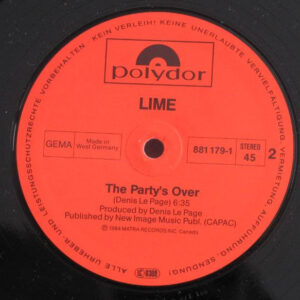 KEIN VERLEIH! KEINE UNERLAUBTE VERVIELFÄLTIGUNG, VERMIETUNG, AUFFÜHRUNG, SENDUNG!
ALLE URHEBER- UND LEISTUNGSSCHUTZRECHTE VORBEHALTEN
polydor
LIME
GEMA
Made in
West Germany
881 179-1
STEREO
45
2
The Party's Over
(Denis Le Page) 6:35
Produced by Denis Le Page
Published by New Image Music Publ. (CAPAC)
Ⓟ 1984 MATRA RECORDS INC. Canada